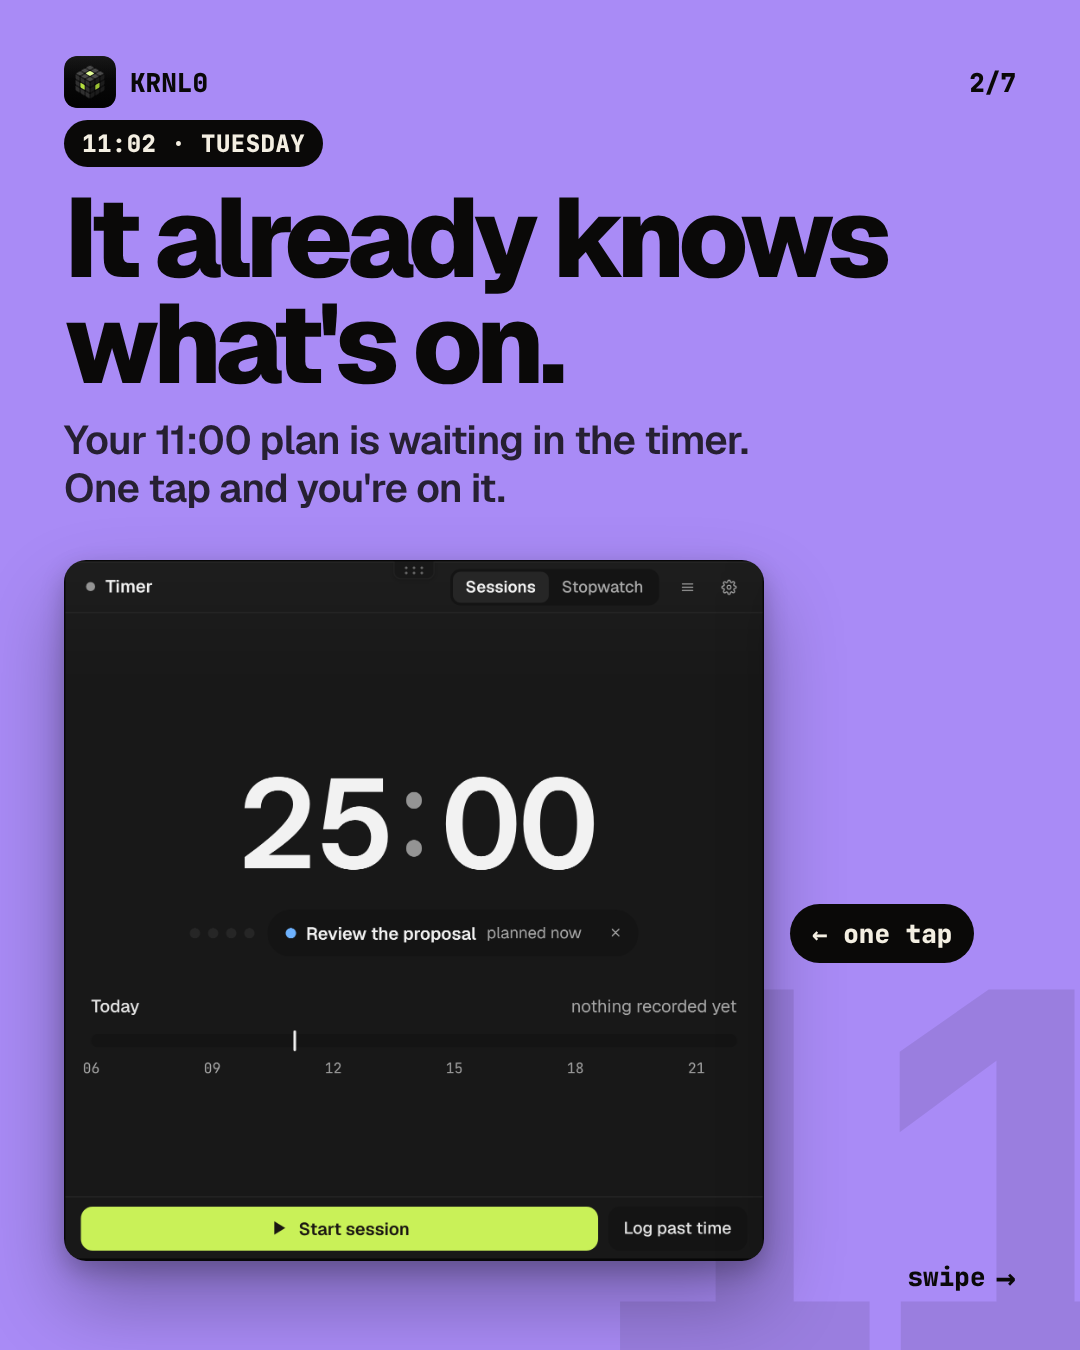 KRNL0
2/7
11:02 · TUESDAY
It already knows
what's on.
Your 11:00 plan is waiting in the timer.
One tap and you're on it.
Timer
Sessions
Stopwatch
25:00
Review the proposal planned now ×
← one tap
Today
nothing recorded yet
06 09 12 15 18 21
Start session
Log past time
swipe →
11